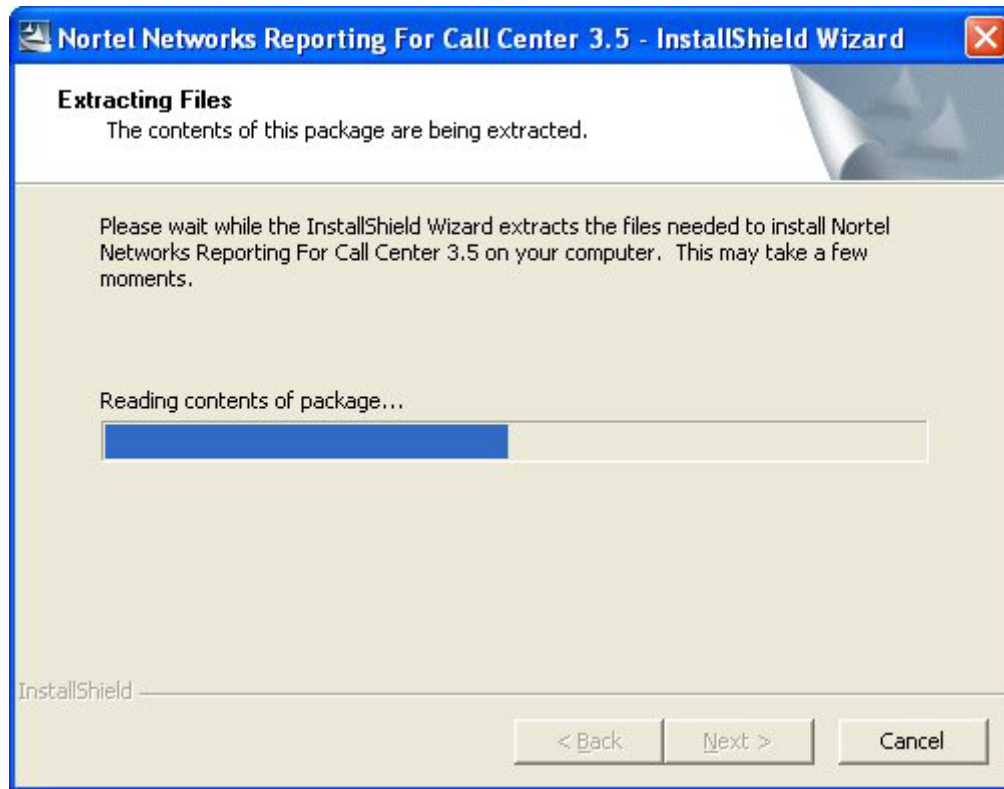 Nortel Networks Reporting For Call Center 3.5 - InstallShield Wizard
Extracting Files
The contents of this package are being extracted.
Please wait while the InstallShield Wizard extracts the files needed to install Nortel
Networks Reporting For Call Center 3.5 on your computer.  This may take a few
moments.
Reading contents of package...
InstallShield
< Back
Next >
Cancel